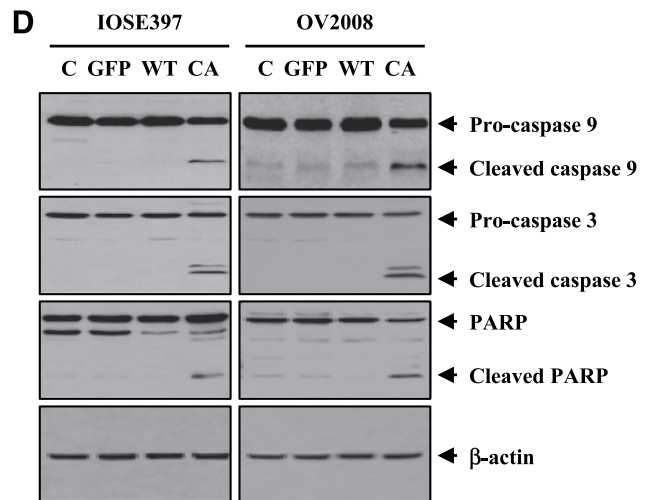 D
IOSE397 OV2008
C GFP WT CA C GFP WT CA
Pro-caspase 9
Cleaved caspase 9
Pro-caspase 3
Cleaved caspase 3
PARP
Cleaved PARP
β-actin